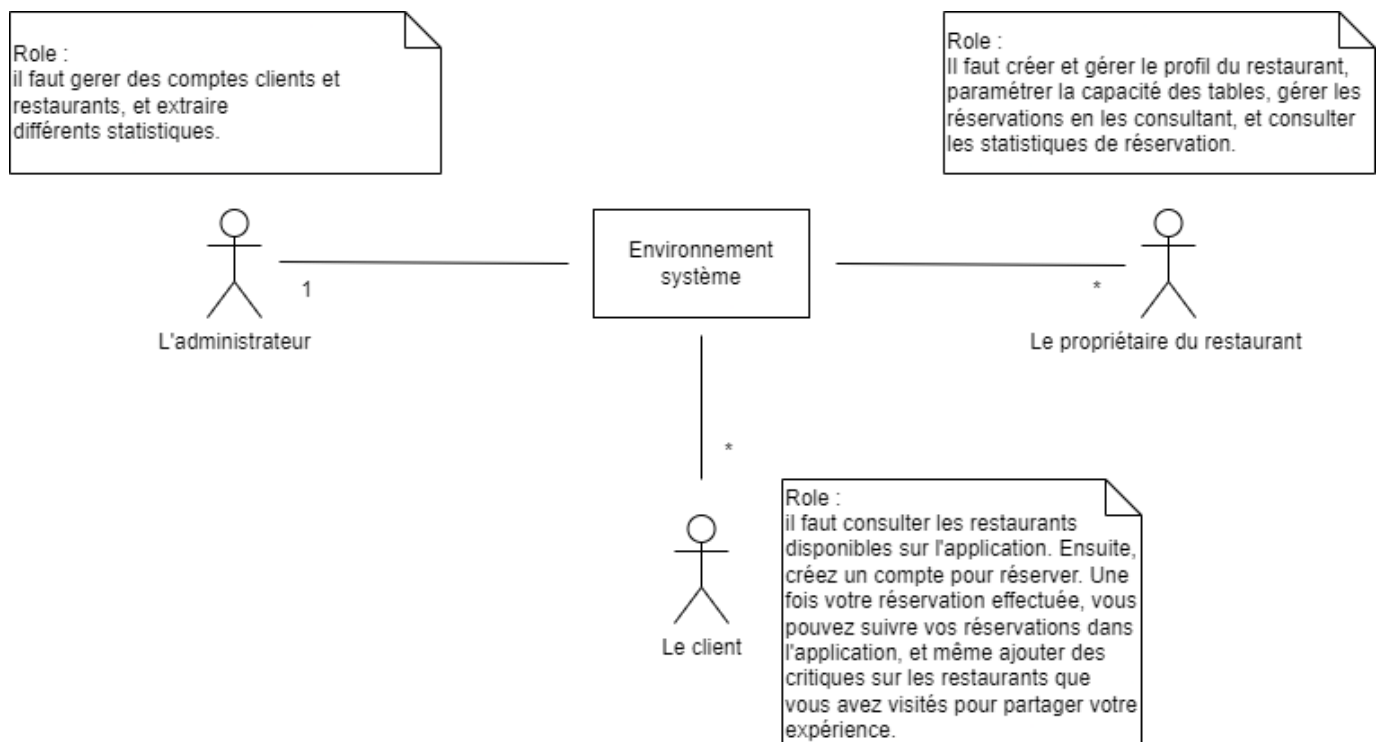 Role :
il faut gerer des comptes clients et
restaurants, et extraire
différents statistiques.
Role :
Il faut créer et gérer le profil du restaurant,
paramétrer la capacité des tables, gérer les
réservations en les consultant, et consulter
les statistiques de réservation.
Environnement
système
1
*
L'administrateur
Le propriétaire du restaurant
*
Le client
Role :
il faut consulter les restaurants
disponibles sur l'application. Ensuite,
créez un compte pour réserver. Une
fois votre réservation effectuée, vous
pouvez suivre vos réservations dans
l'application, et même ajouter des
critiques sur les restaurants que
vous avez visités pour partager votre
expérience.